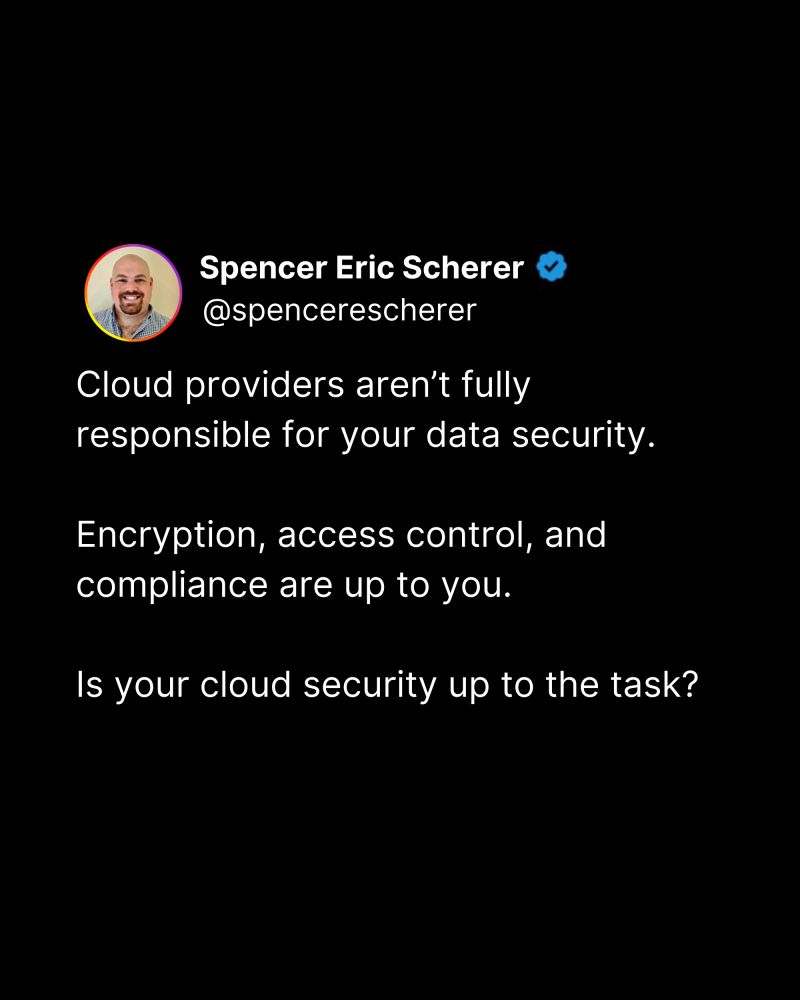 Spencer Eric Scherer
@spencerescherer
Cloud providers aren’t fully
responsible for your data security.
Encryption, access control, and
compliance are up to you.
Is your cloud security up to the task?